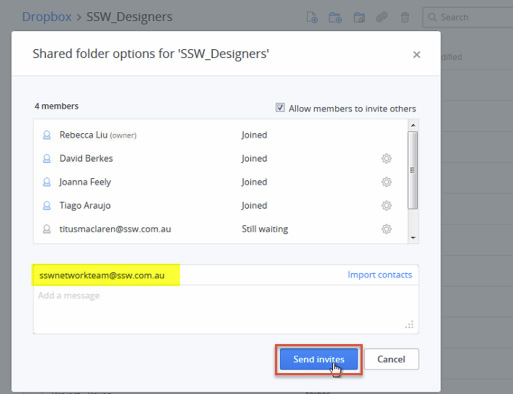 Dropbox > SSW_Designers
Search
Shared folder options for 'SSW_Designers'
4 members
Allow members to invite others
Rebecca Liu (owner) Joined
David Berkes Joined
Joanna Feely Joined
Tiago Araujo Joined
titusmaclaren@ssw.com.au Still waiting
sswnetworkteam@ssw.com.au Import contacts
Add a message
Send invites Cancel